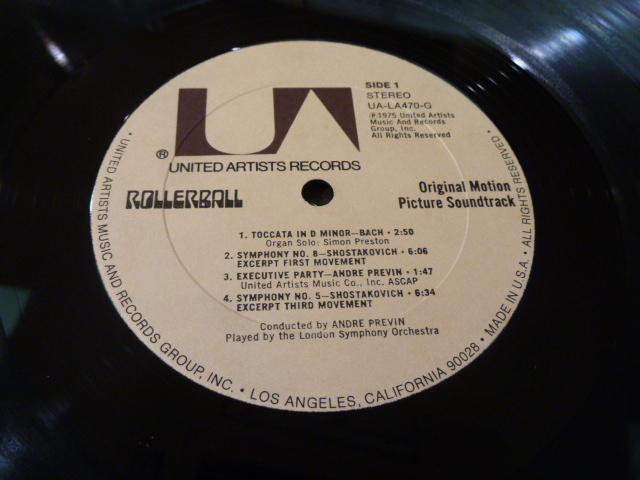 UA
®
UNITED ARTISTS RECORDS
SIDE 1
STEREO
UA-LA470-G
℗1975 United Artists
Music And Records
Group, Inc.
All Rights Reserved
ROLLERBALL
Original Motion
Picture Soundtrack
1. TOCCATA IN D MINOR—BACH • 2:50
Organ Solo: Simon Preston
2. SYMPHONY NO. 8—SHOSTAKOVICH • 6:06
EXCERPT FIRST MOVEMENT
3. EXECUTIVE PARTY—ANDRE PREVIN • 1:47
United Artists Music Co., Inc. ASCAP
4. SYMPHONY NO. 5—SHOSTAKOVICH • 6:34
EXCERPT THIRD MOVEMENT
Conducted by ANDRE PREVIN
Played by the London Symphony Orchestra
• UNITED ARTISTS MUSIC AND RECORDS GROUP, INC. • LOS ANGELES, CALIFORNIA 90028 • MADE IN U.S.A. • ALL RIGHTS RESERVED •